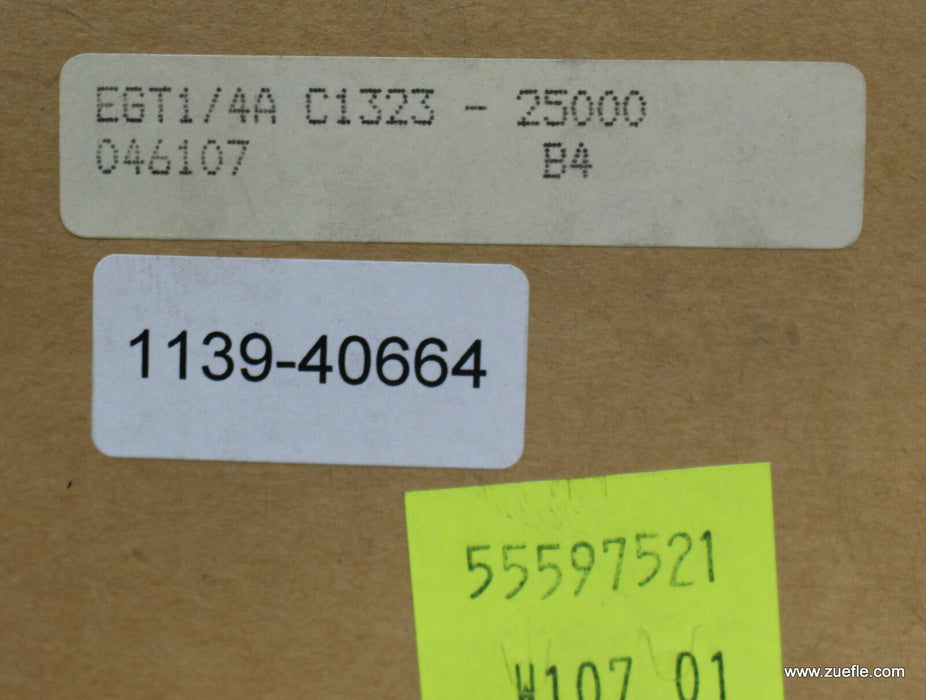 EGT1/4A C1323 - 25000
046107 B4
1139-40664
55597521
W107 01
www.zuefle.com